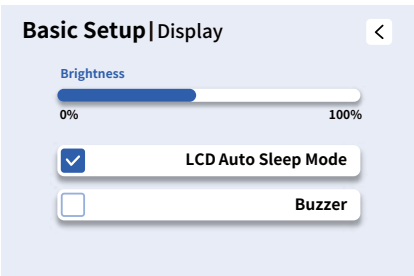 Basic Setup|Display
Brightness
0% 100%
LCD Auto Sleep Mode
Buzzer